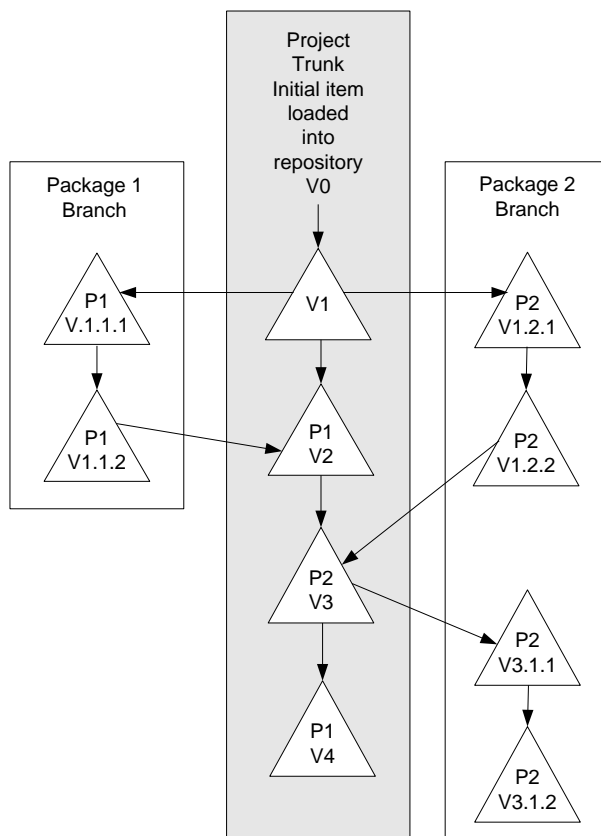 Project
Trunk
Initial item
loaded
into
repository
V0
Package 1
Branch
Package 2
Branch
P1
V.1.1.1
V1
P2
V1.2.1
P1
V1.1.2
P1
V2
P2
V1.2.2
P2
V3
P2
V3.1.1
P1
V4
P2
V3.1.2